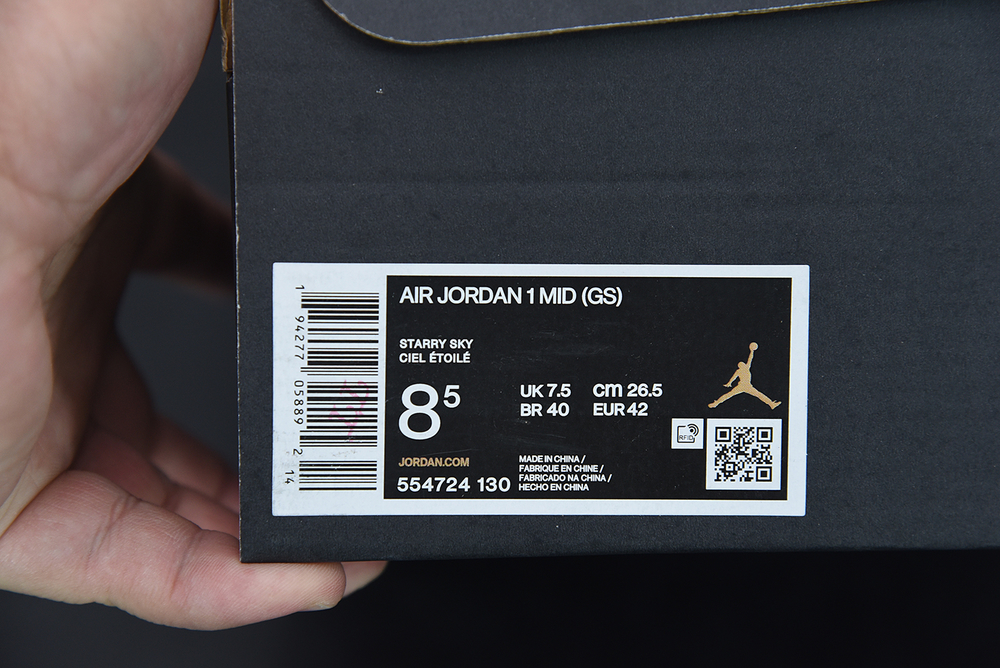 AIR JORDAN 1 MID (GS)
STARRY SKY
CIEL ÉTOILÉ
8 5
UK 7.5 cm 26.5
BR 40 EUR 42
RFID
JORDAN.COM
554724 130
MADE IN CHINA /
FABRIQUE EN CHINE /
FABRICADO NA CHINA /
HECHO EN CHINA
1 94277 05889 2 14